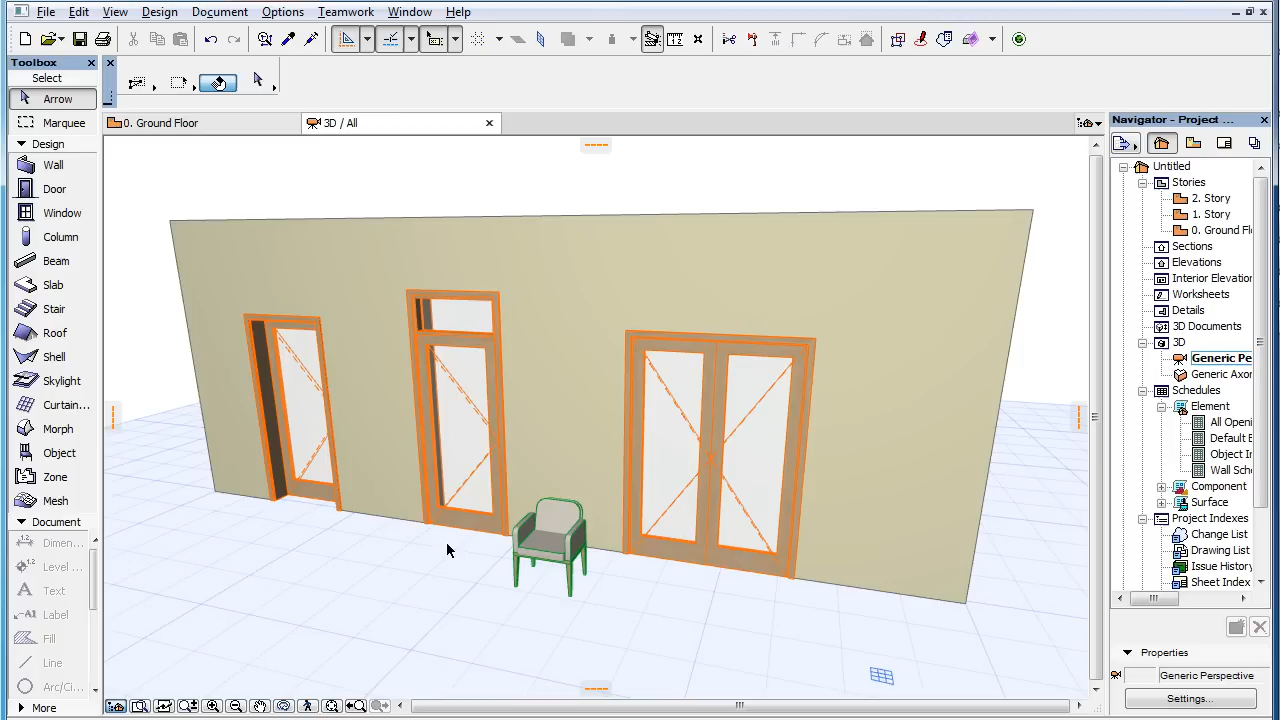 File Edit View Design Document Options Teamwork Window Help
Toolbox
Select
Arrow
Marquee
Design
Wall
Door
Window
Column
Beam
Slab
Stair
Roof
Shell
Skylight
Curtain...
Morph
Object
Zone
Mesh
Document
Dimen...
Level ...
Text
Label
Fill
Line
Arc/Ci...
More
0. Ground Floor
3D / All
Navigator - Project ...
Untitled
Stories
2. Story
1. Story
0. Ground Fl
Sections
Elevations
Interior Elevation
Worksheets
Details
3D Documents
3D
Generic Pe
Generic Axor
Schedules
Element
All Openi
Default E
Object In
Wall Sche
Component
Surface
Project Indexes
Change List
Drawing List
Issue History
Sheet Index
Properties
Generic Perspective
Settings...